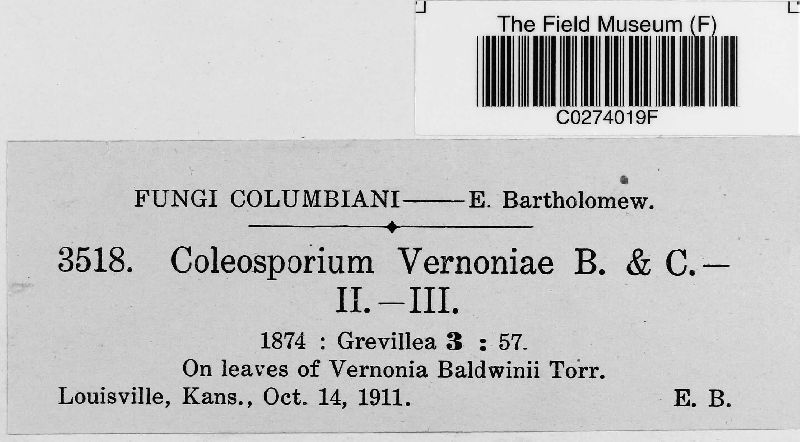 The Field Museum (F)
C0274019F
FUNGI COLUMBIANI——E. Bartholomew.
3518. Coleosporium Vernoniae B. & C.—
II.—III.
1874 : Grevillea 3 : 57.
On leaves of Vernonia Baldwinii Torr.
Louisville, Kans., Oct. 14, 1911. E. B.